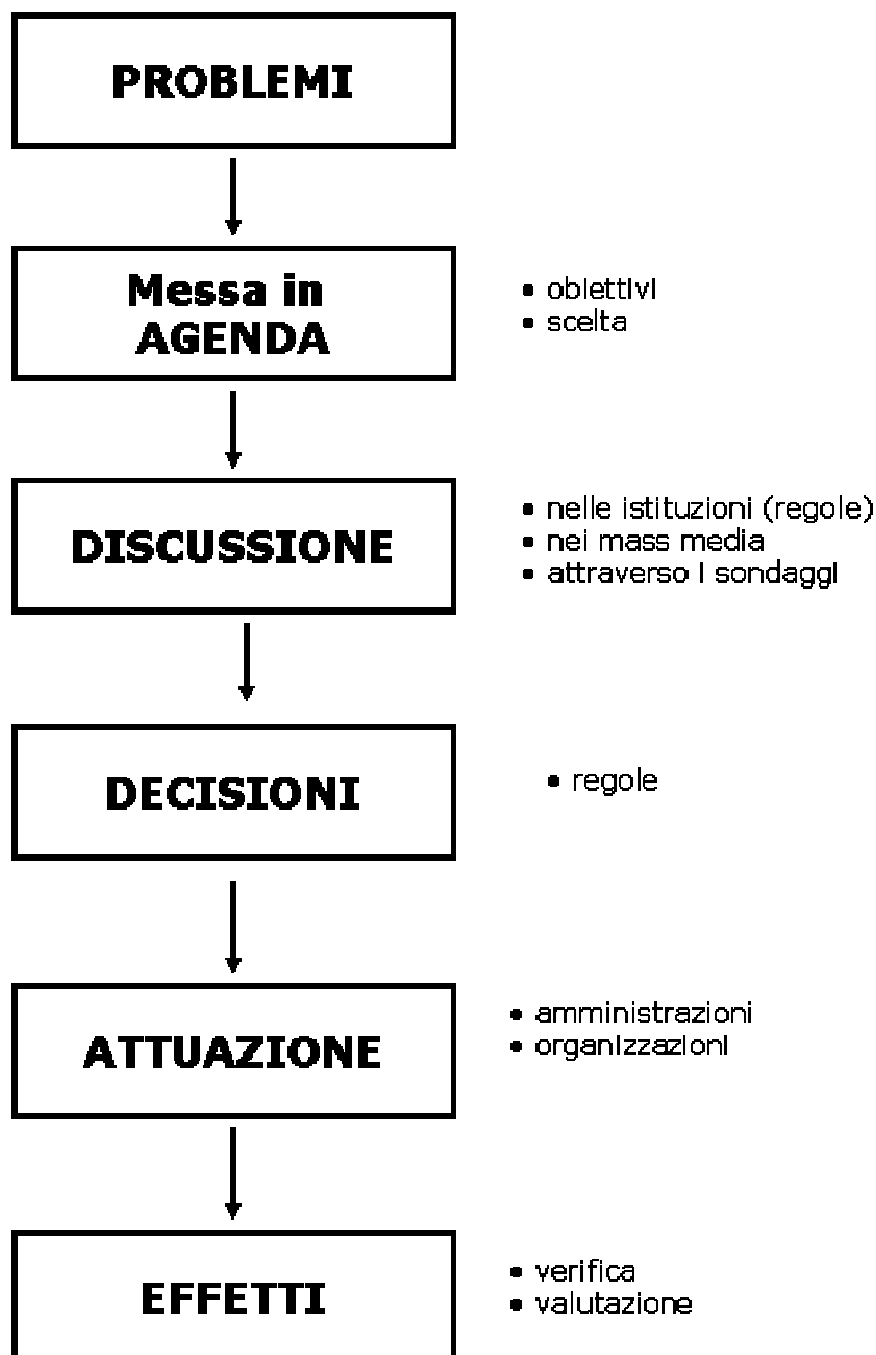 PROBLEMI
Messa in
AGENDA
• obiettivi
• scelta
DISCUSSIONE
• nelle istituzioni (regole)
• nei mass media
• attraverso i sondaggi
DECISIONI
• regole
ATTUAZIONE
• amministrazioni
• organizzazioni
EFFETTI
• verifica
• valutazione